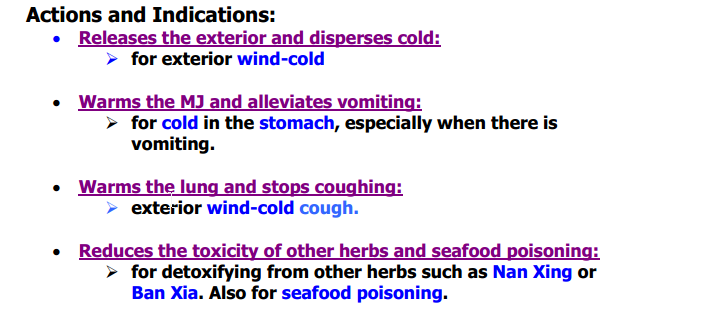 Actions and Indications:
• Releases the exterior and disperses cold:
➢ for exterior wind-cold
• Warms the MJ and alleviates vomiting:
➢ for cold in the stomach, especially when there is
vomiting.
• Warms the lung and stops coughing:
➢ exterior wind-cold cough.
• Reduces the toxicity of other herbs and seafood poisoning:
➢ for detoxifying from other herbs such as Nan Xing or
Ban Xia. Also for seafood poisoning.